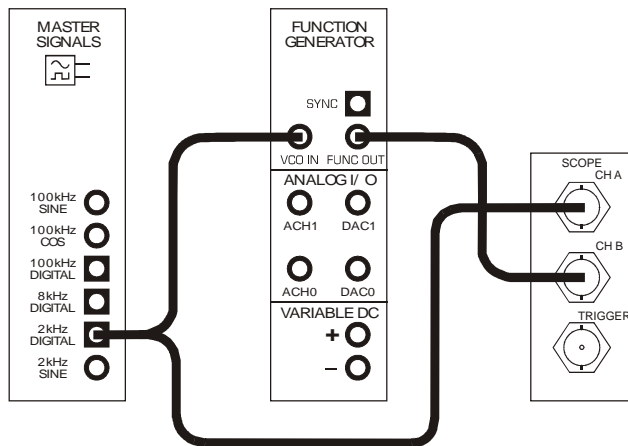 MASTER
SIGNALS
100kHz
SINE
100kHz
COS
100kHz
DIGITAL
8kHz
DIGITAL
2kHz
DIGITAL
2kHz
SINE
FUNCTION
GENERATOR
SYNC
VCO IN
FUNC OUT
ANALOG I/ O
ACH1
DAC1
ACH0
DAC0
VARIABLE DC
+
−
SCOPE
CH A
CH B
TRIGGER